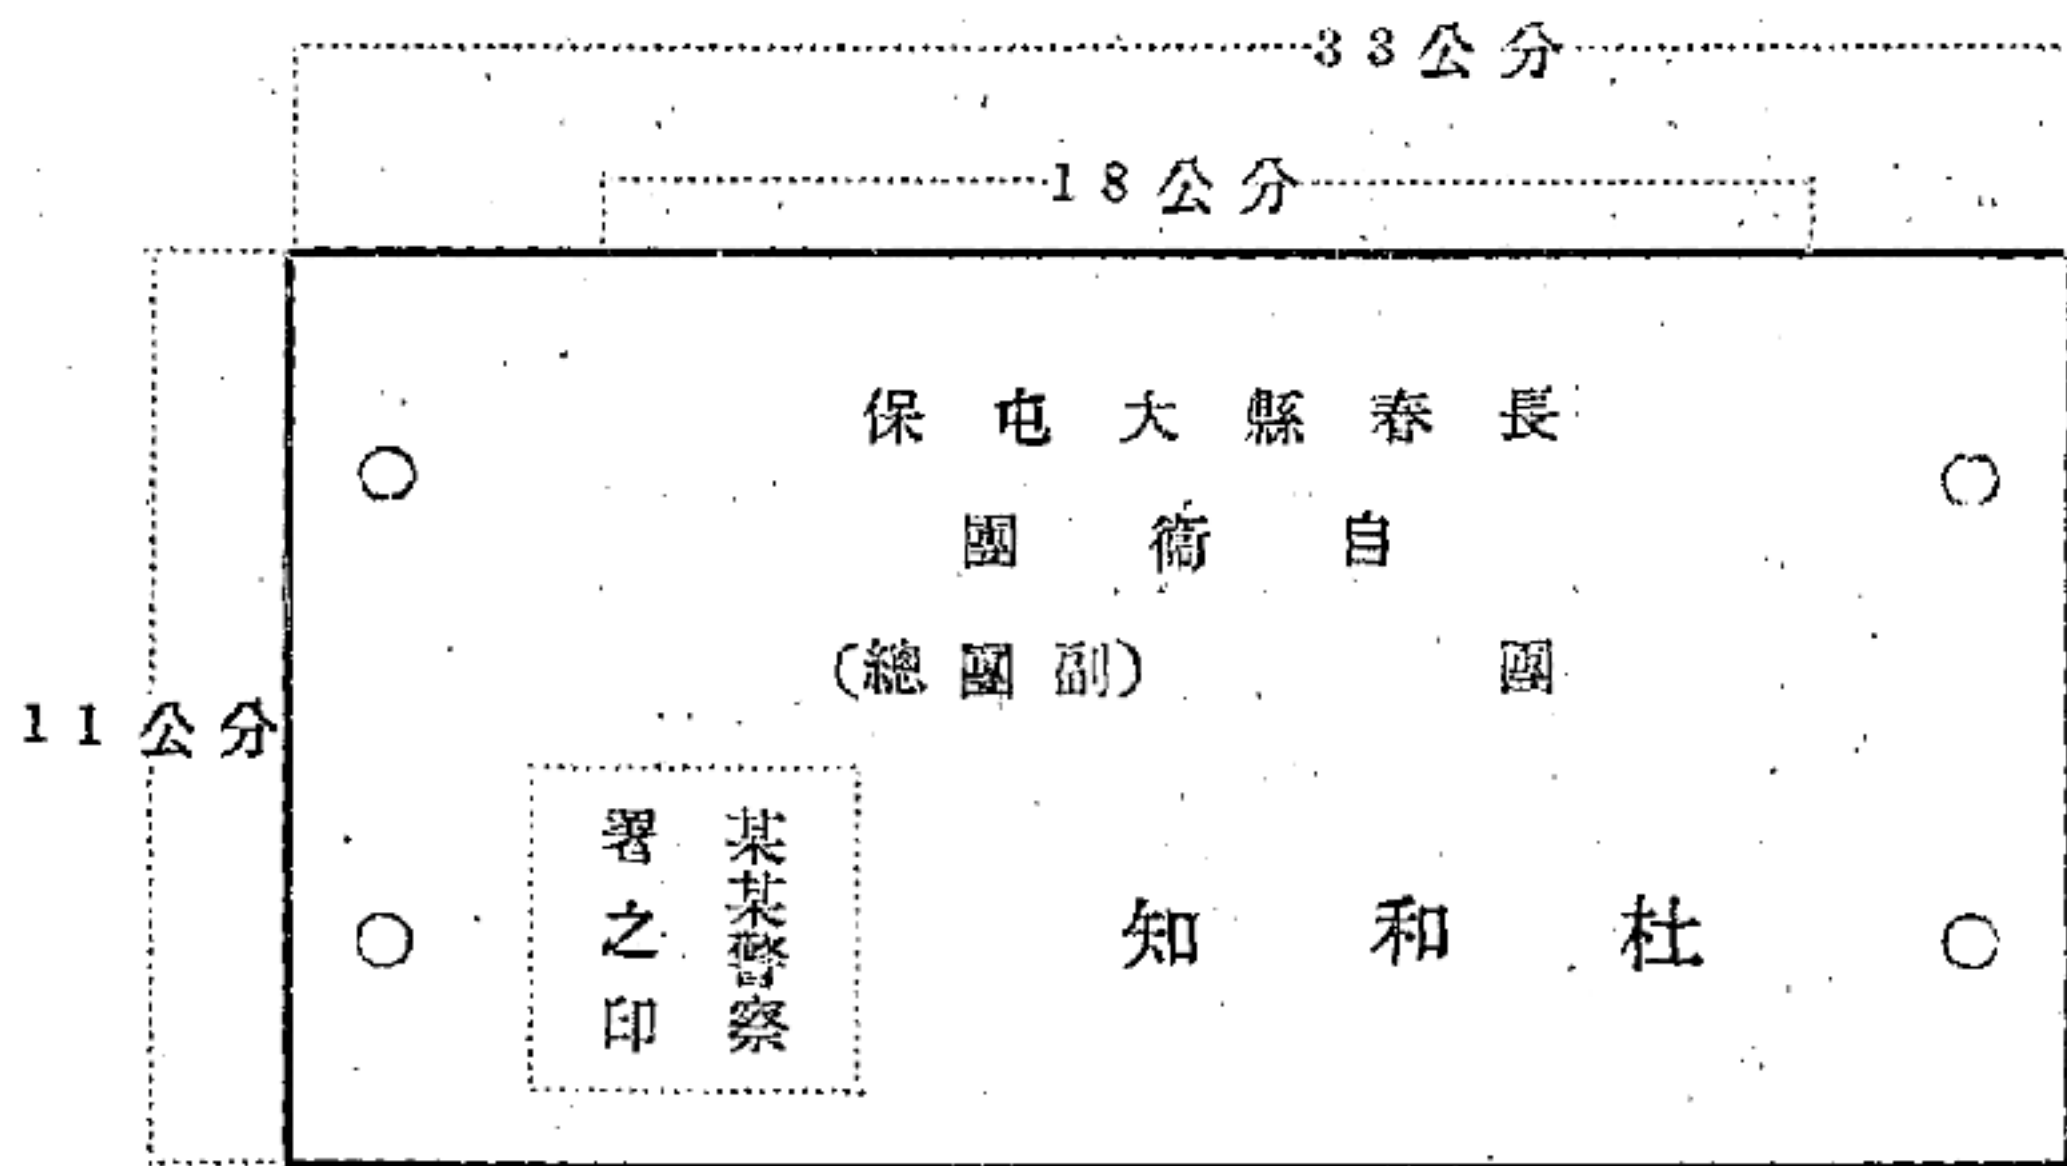 33公分
18公分
11公分
長春縣大屯保
自衞團
團　(副團總)
杜和知
某某警察
署之印